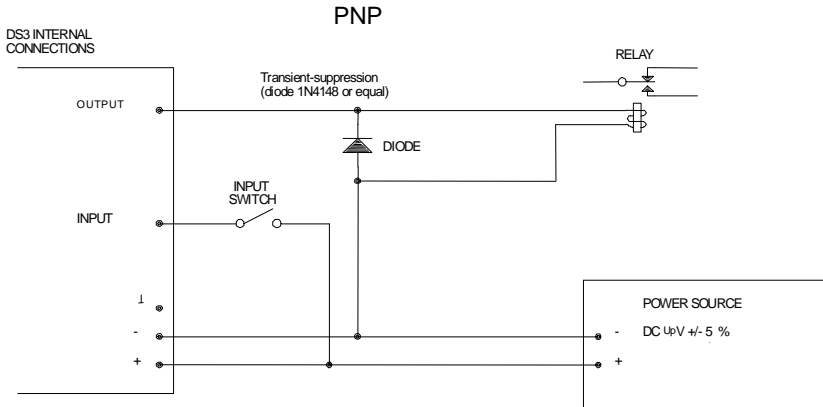 PNP
DS3 INTERNAL
CONNECTIONS
RELAY
Transient-suppression
(diode 1N4148 or equal)
OUTPUT
DIODE
INPUT
SWITCH
INPUT
⊥
-
+
POWER SOURCE
- DC UpV +/- 5 %
+